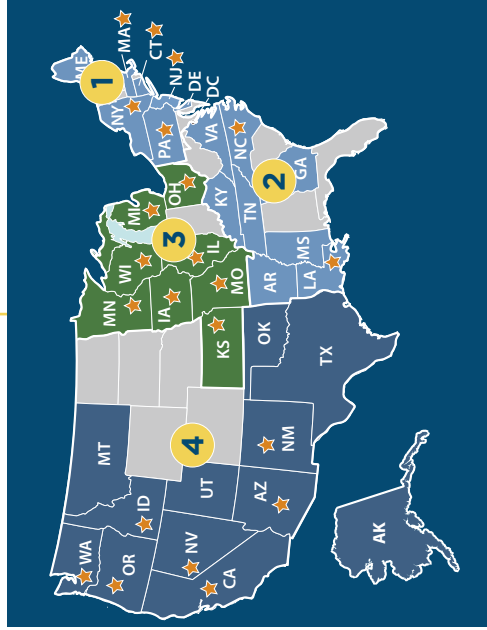 WA
OR
CA
NV
ID
MT
UT
AZ
NM
TX
OK
KS
AK
4
MN
IA
MO
WI
IL
MI
OH
3
AR
LA
MS
TN
KY
VA
NC
GA
2
ME
NY
PA
MA
CT
NJ
DE
DC
1